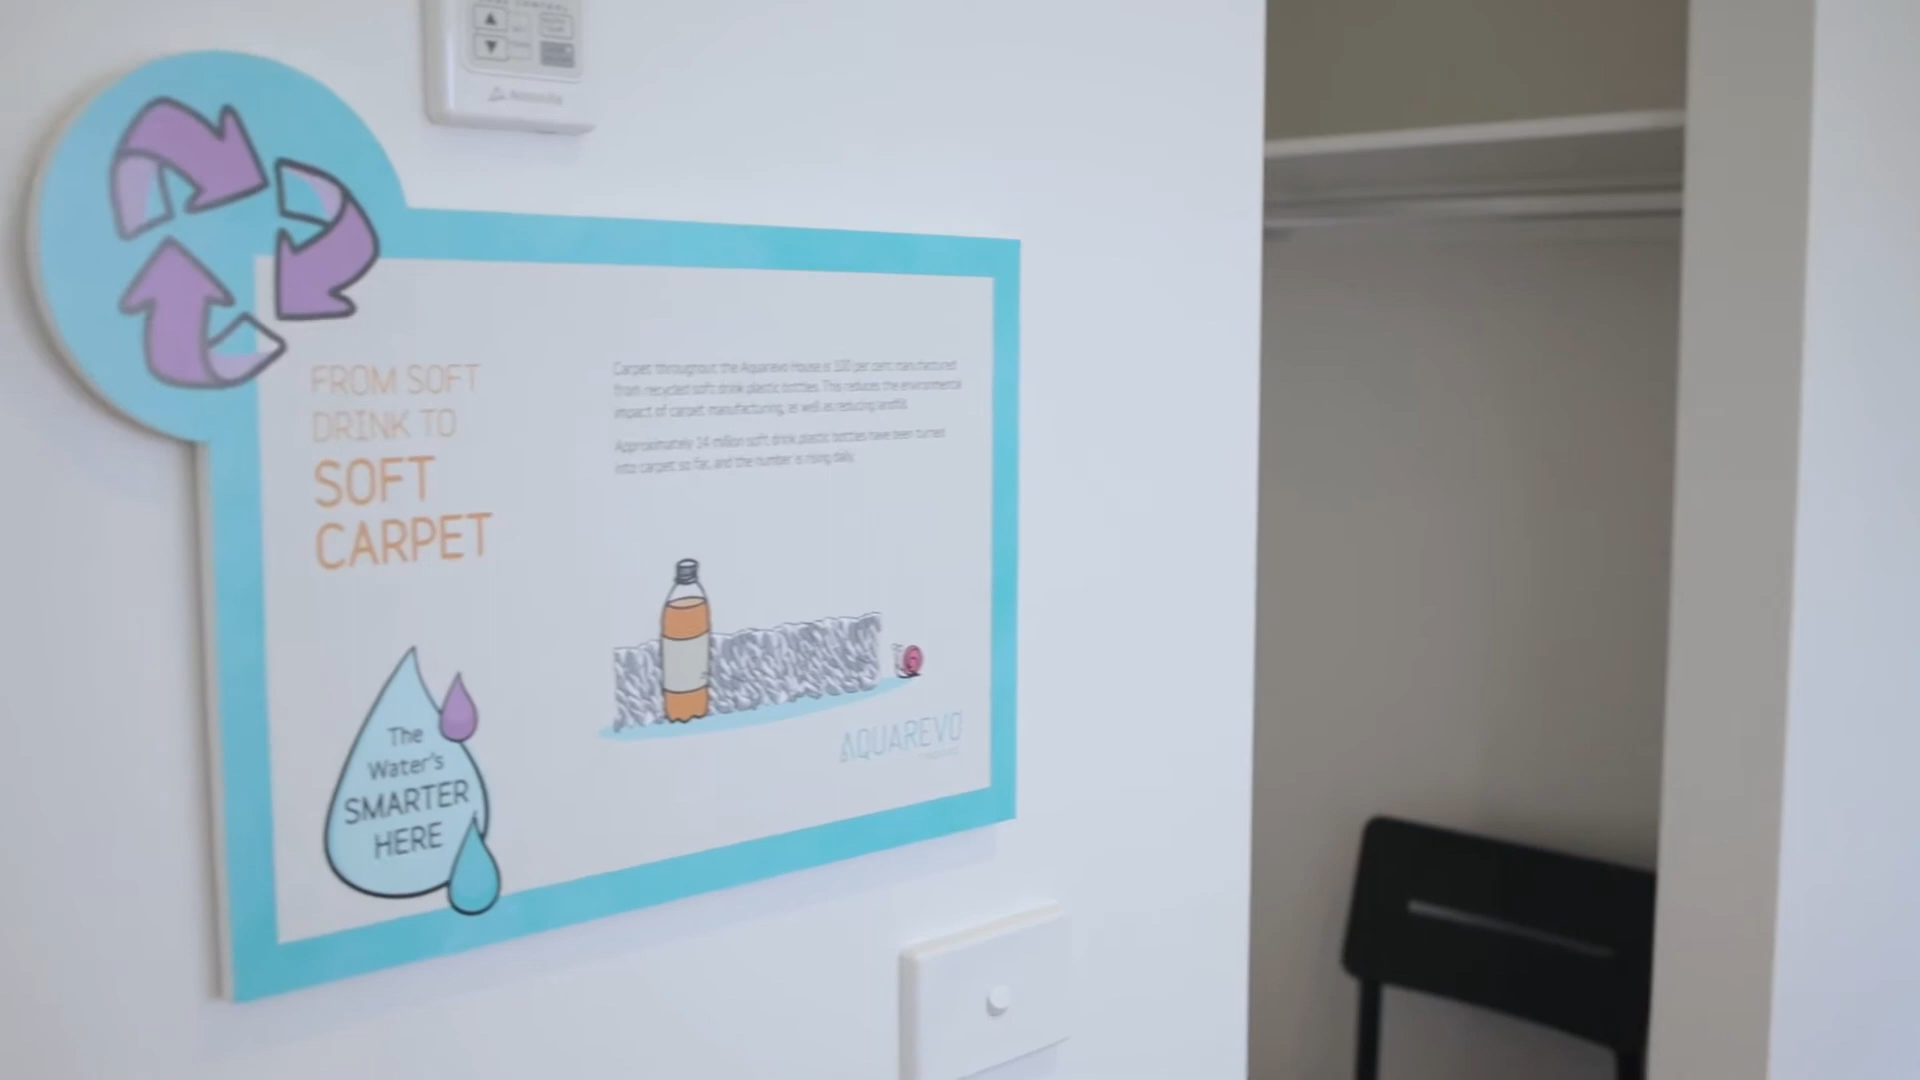 FROM SOFT
DRINK TO
SOFT
CARPET
Carpet throughout the Aquarevo House is 100 per cent manufactured
from recycled soft drink plastic bottles. This reduces the environmental
impact of carpet manufacturing, as well as reducing landfill.
Approximately 14 million soft drink plastic bottles have been turned
into carpet so far, and the number is rising daily.
The
Water's
SMARTER
HERE
AQUAREVO